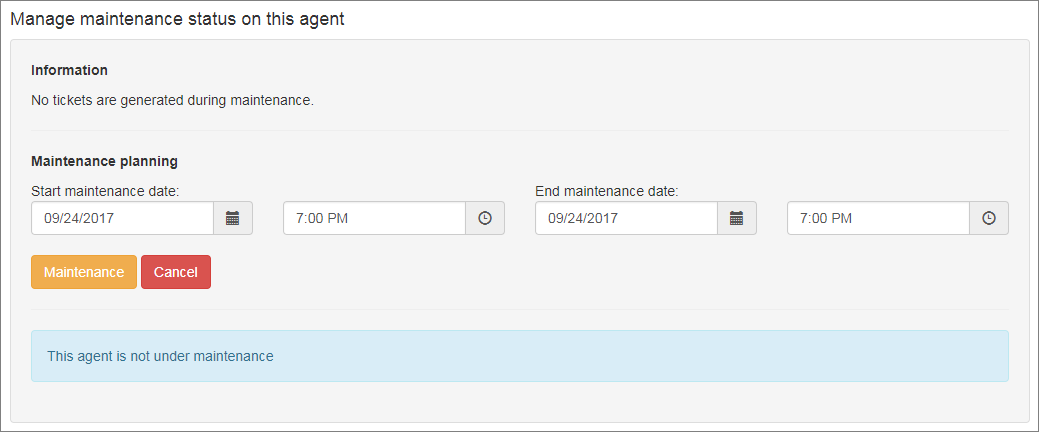 Manage maintenance status on this agent
Information
No tickets are generated during maintenance.
Maintenance planning
Start maintenance date: End maintenance date:
09/24/2017 7:00 PM 09/24/2017 7:00 PM
Maintenance Cancel
This agent is not under maintenance